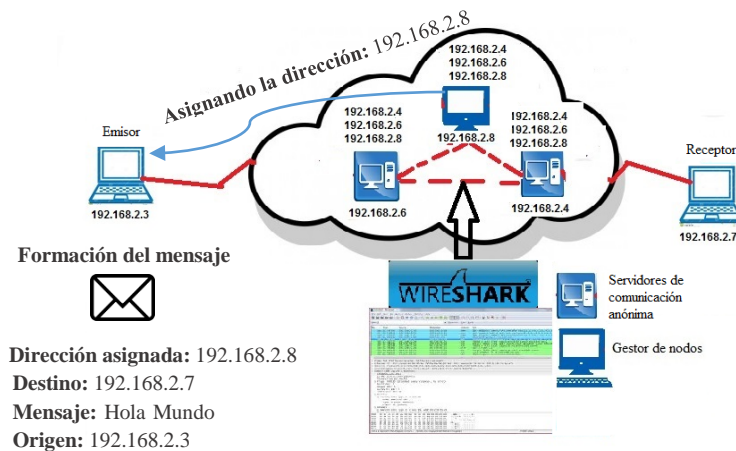 Asignando la dirección: 192.168.2.8
192.168.2.4
192.168.2.6
192.168.2.8
192.168.2.8
192.168.2.4
192.168.2.6
192.168.2.8
192.168.2.6
192.168.2.4
192.168.2.6
192.168.2.8
192.168.2.4
Emisor
192.168.2.3
Receptor
192.168.2.7
Formación del mensaje
Dirección asignada: 192.168.2.8
Destino: 192.168.2.7
Mensaje: Hola Mundo
Origen: 192.168.2.3
WIRESHARK
Servidores de
comunicación
anónima
Gestor de nodos